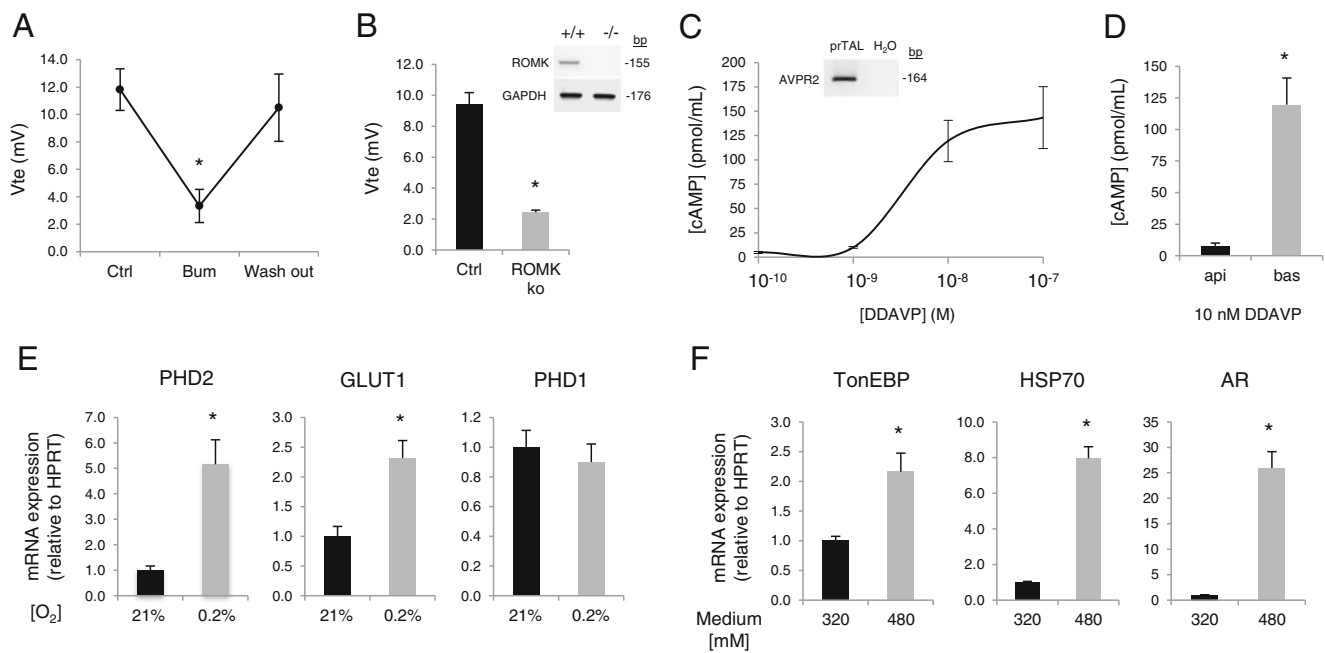 A
Vte (mV)
14.0
12.0
10.0
8.0
6.0
4.0
2.0
0.0
*
Ctrl Bum Wash out
B
+/+ -/- bp
ROMK -155
GAPDH -176
Vte (mV)
12.0
10.0
8.0
6.0
4.0
2.0
0.0
*
Ctrl ROMK
ko
C
prTAL H₂O bp
AVPR2 -164
[cAMP] (pmol/mL)
200
175
150
125
100
75
50
25
0
10⁻¹⁰ 10⁻⁹ 10⁻⁸ 10⁻⁷
[DDAVP] (M)
D
[cAMP] (pmol/mL)
150
125
100
75
50
25
0
*
api bas
10 nM DDAVP
E
mRNA expression
(relative to HPRT)
PHD2
7.0
6.0
5.0
4.0
3.0
2.0
1.0
0.0
*
[O₂] 21% 0.2%
GLUT1
3.0
2.5
2.0
1.5
1.0
0.5
0.0
*
21% 0.2%
PHD1
1.2
1.0
0.8
0.6
0.4
0.2
0.0
21% 0.2%
F
mRNA expression
(relative to HPRT)
TonEBP
3.0
2.5
2.0
1.5
1.0
0.5
0.0
*
Medium 320 480
[mM]
HSP70
10.0
8.0
6.0
4.0
2.0
0.0
*
320 480
AR
35
30
25
20
15
10
5
0
*
320 480